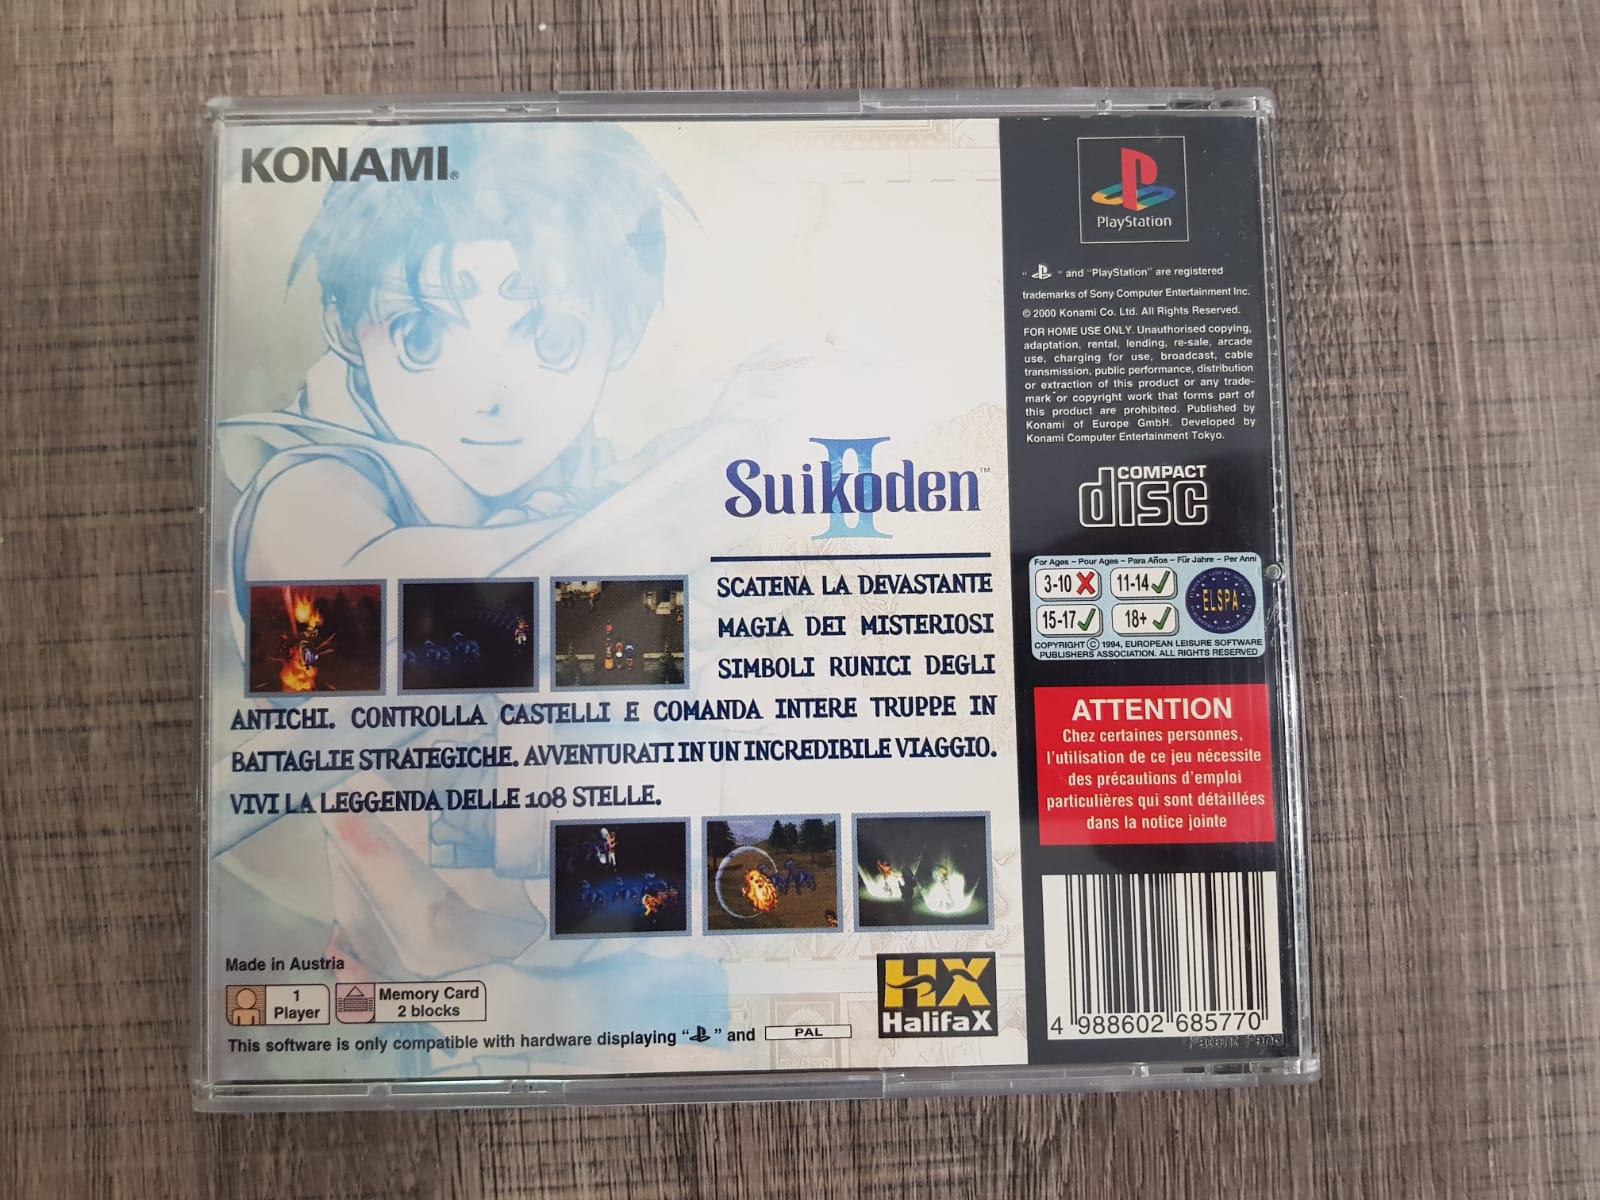 KONAMI®
Suikoden II™
SCATENA LA DEVASTANTE
MAGIA DEI MISTERIOSI
SIMBOLI RUNICI DEGLI
ANTICHI. CONTROLLA CASTELLI E COMANDA INTERE TRUPPE IN
BATTAGLIE STRATEGICHE. AVVENTURATI IN UN INCREDIBILE VIAGGIO.
VIVI LA LEGGENDA DELLE 108 STELLE.
Made in Austria
1
Player
Memory Card
2 blocks
This software is only compatible with hardware displaying “ ” and PAL
HX
HalifaX
PlayStation
“ ” and "PlayStation" are registered
trademarks of Sony Computer Entertainment Inc.
© 2000 Konami Co. Ltd. All Rights Reserved.
FOR HOME USE ONLY. Unauthorised copying,
adaptation, rental, lending, re-sale, arcade
use, charging for use, broadcast, cable
transmission, public performance, distribution
or extraction of this product or any trade-
mark or copyright work that forms part of
this product are prohibited. Published by
Konami of Europe GmbH. Developed by
Konami Computer Entertainment Tokyo.
COMPACT
disc
For Ages – Pour Ages – Para Años – Für Jahre – Per Anni
3-10 11-14
15-17 18+
ELSPA
COPYRIGHT © 1994, EUROPEAN LEISURE SOFTWARE
PUBLISHERS ASSOCIATION. ALL RIGHTS RESERVED
ATTENTION
Chez certaines personnes,
l'utilisation de ce jeu nécessite
des précautions d'emploi
particulières qui sont détaillées
dans la notice jointe
4 988602 685770